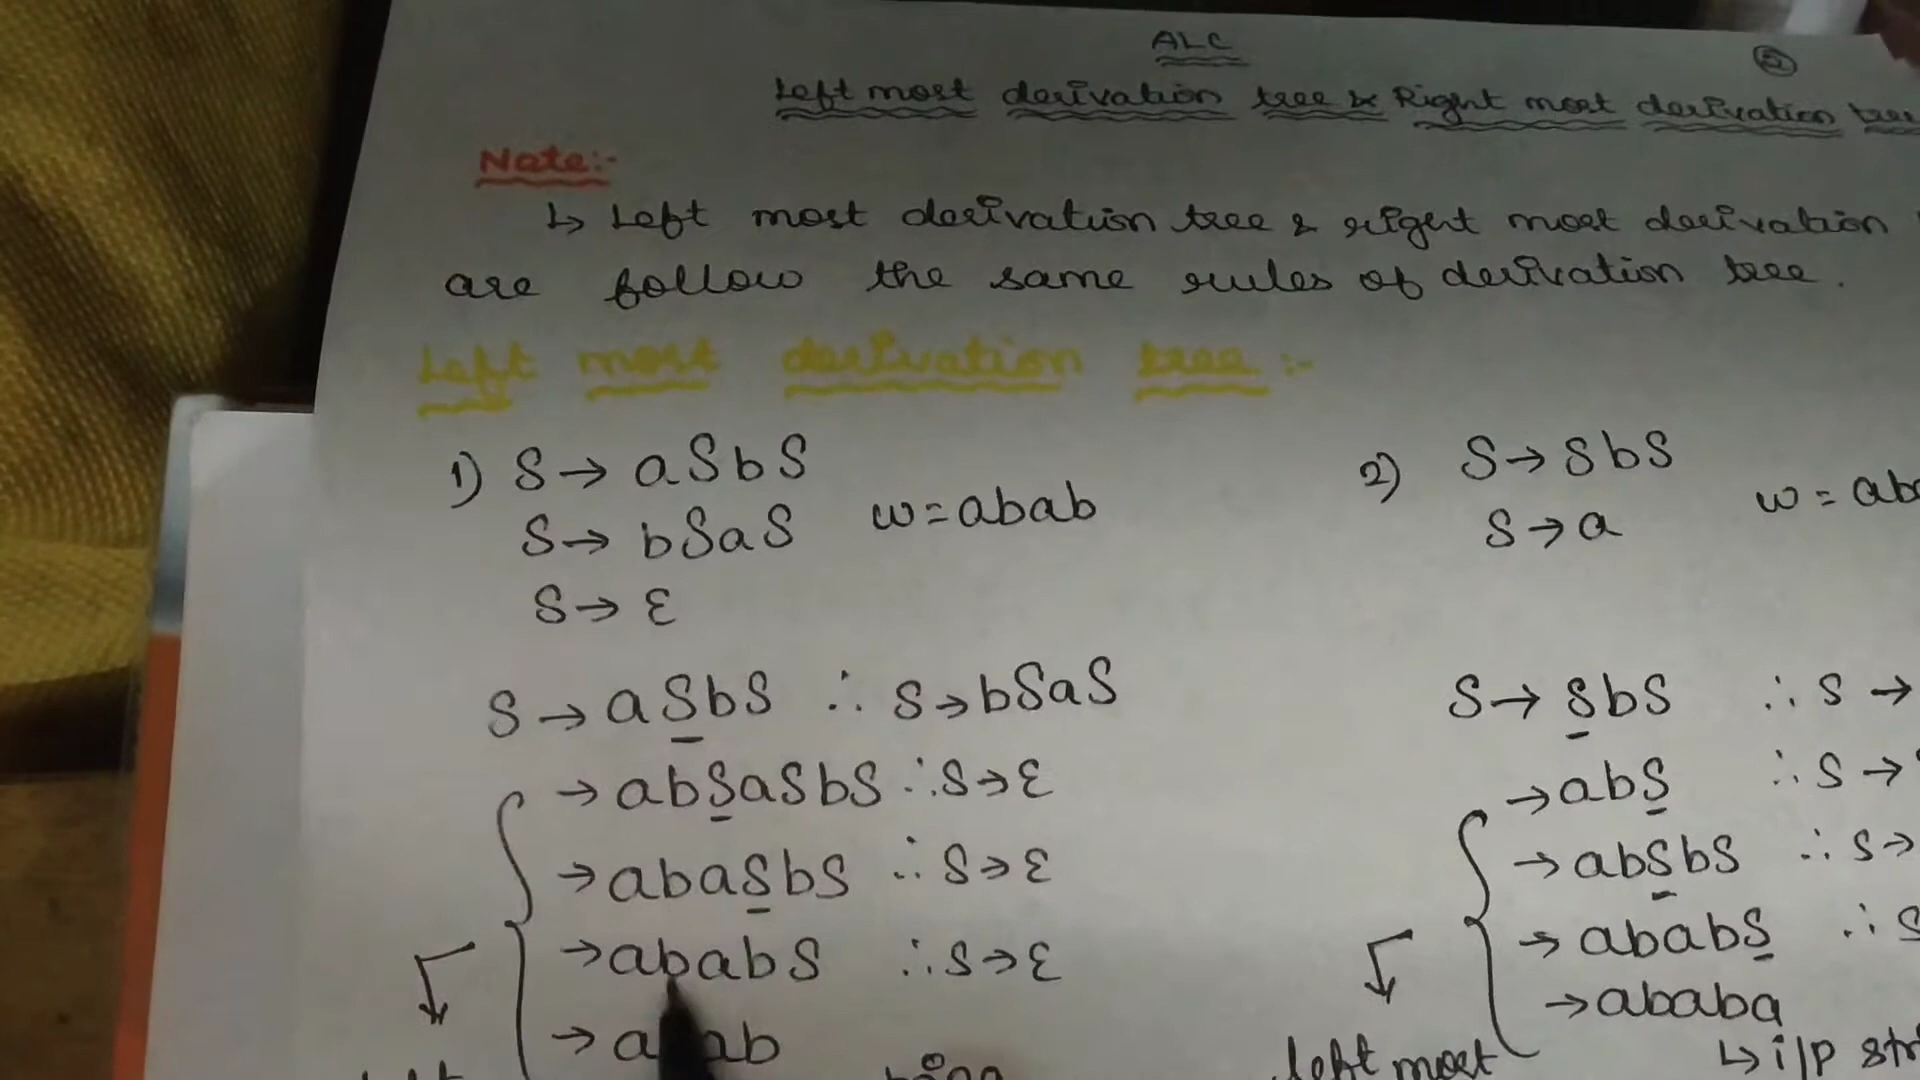 ALC
2
Left most derivation tree & Right most derivation tree
Note:-
↳ Left most derivation tree & right most derivation
are follow the same rules of derivation tree.
Left most derivation tree :-
1) S → aSbS
S → bSaS w = abab
S → ε
S → aSbS ∴ S → bSaS
→ abSaSbS ∴ S → ε
→ abaSbS ∴ S → ε
→ ababS ∴ S → ε
2) S → SbS
S → a
S → SbS ∴ S →
→ abS ∴ S →
→ abSbS ∴ S →
→ ababS ∴ S
→ ababa
left most ↳ i/p